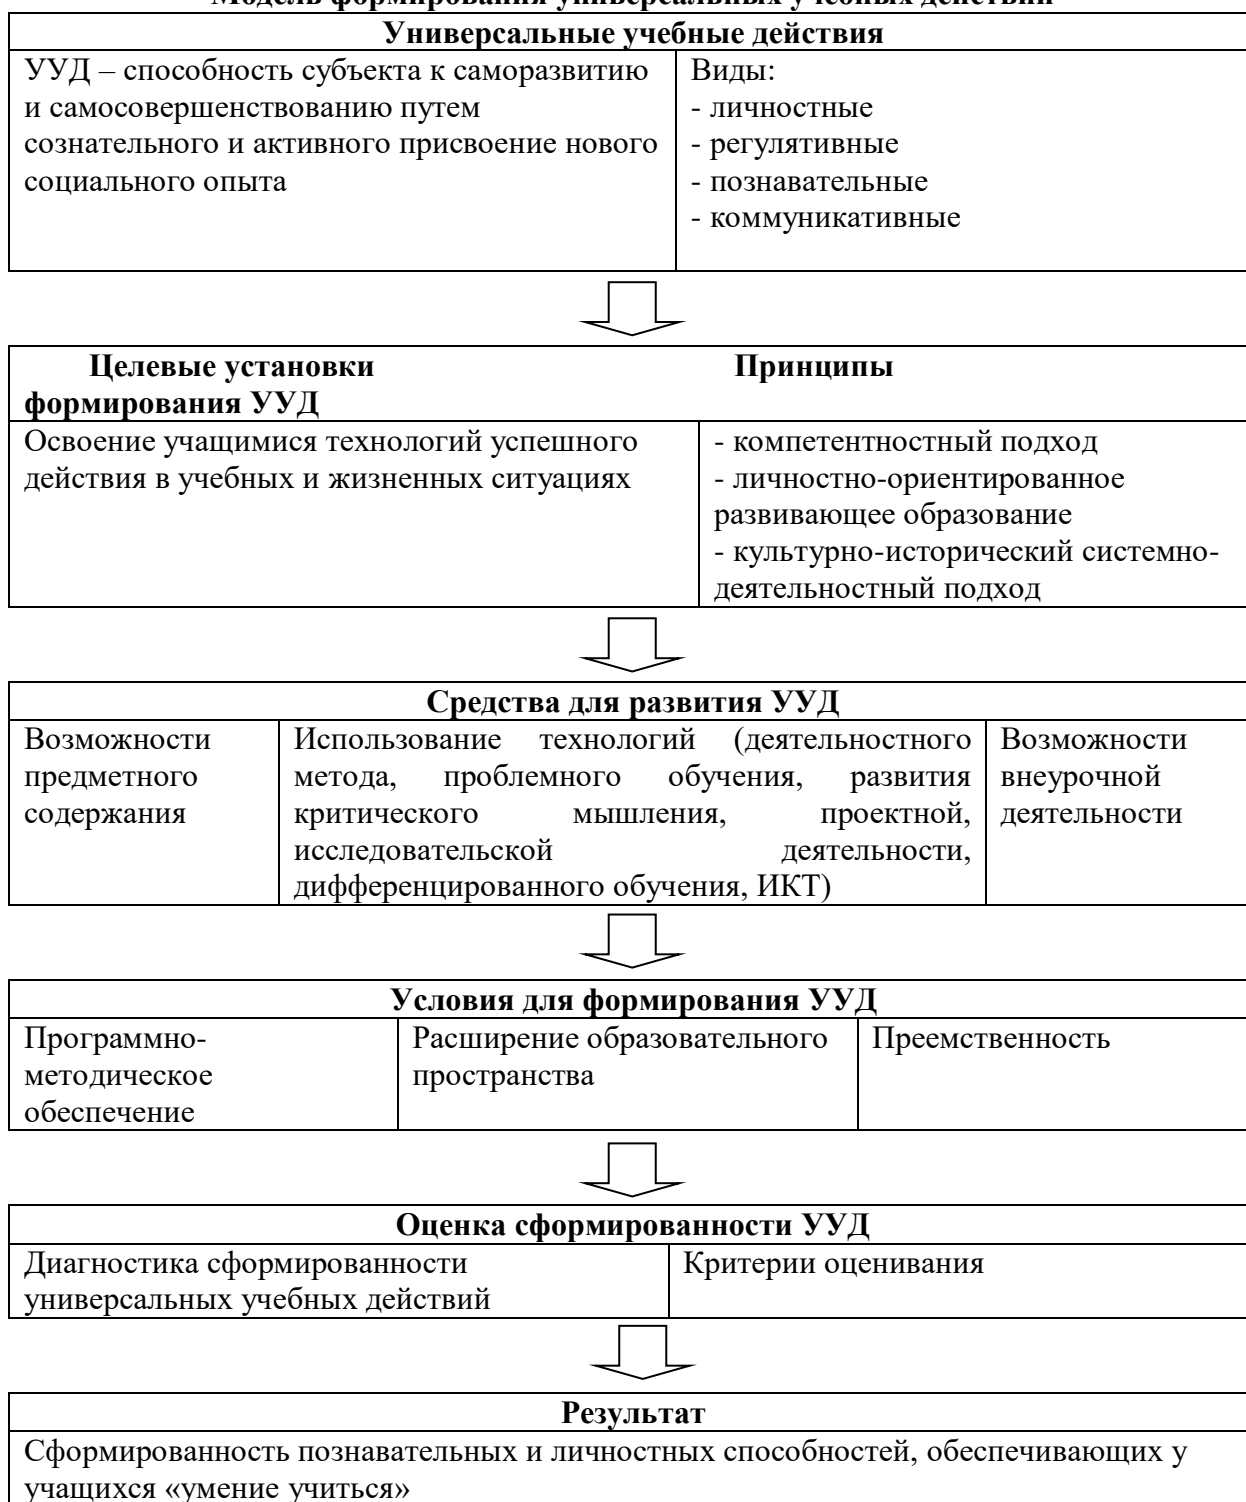 Модель формирования универсальных учебных действий
Универсальные учебные действия
УУД – способность субъекта к саморазвитию
и самосовершенствованию путем
сознательного и активного присвоение нового
социального опыта
Виды:
- личностные
- регулятивные
- познавательные
- коммуникативные
Целевые установки
формирования УУД
Принципы
Освоение учащимися технологий успешного
действия в учебных и жизненных ситуациях
- компетентностный подход
- личностно-ориентированное
развивающее образование
- культурно-исторический системно-
деятельностный подход
Средства для развития УУД
Возможности
предметного
содержания
Использование технологий (деятельностного
метода, проблемного обучения, развития
критического мышления, проектной,
исследовательской деятельности,
дифференцированного обучения, ИКТ)
Возможности
внеурочной
деятельности
Условия для формирования УУД
Программно-
методическое
обеспечение
Расширение образовательного
пространства
Преемственность
Оценка сформированности УУД
Диагностика сформированности
универсальных учебных действий
Критерии оценивания
Результат
Сформированность познавательных и личностных способностей, обеспечивающих у
учащихся «умение учиться»